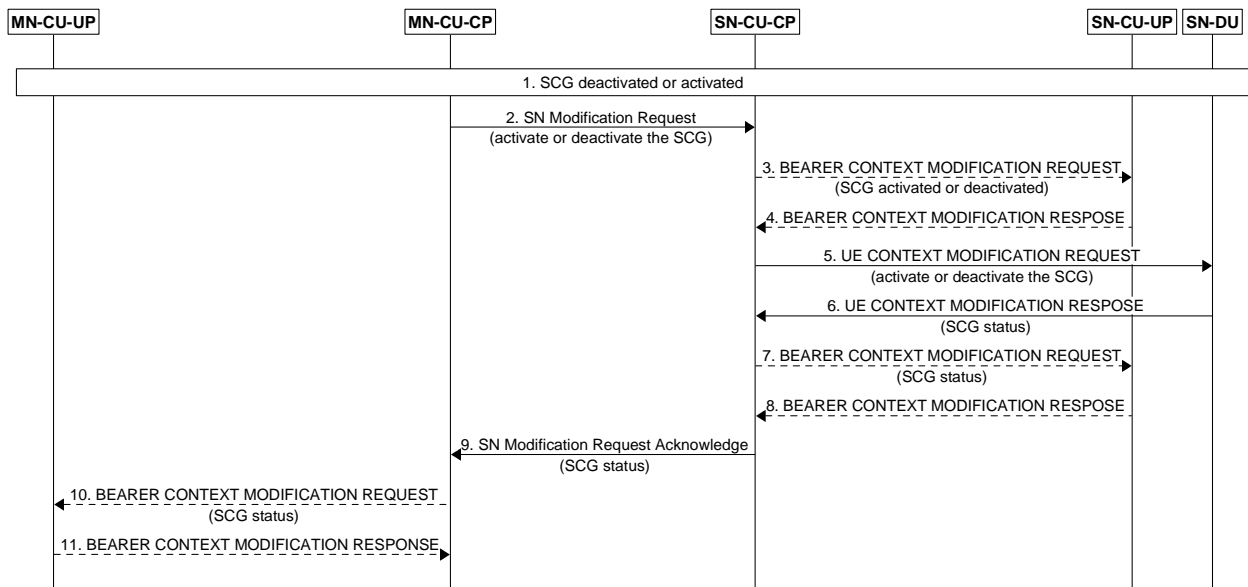 MN-CU-UP
MN-CU-CP
SN-CU-CP
SN-CU-UP
SN-DU
1. SCG deactivated or activated
2. SN Modification Request
(activate or deactivate the SCG)
3. BEARER CONTEXT MODIFICATION REQUEST
(SCG activated or deactivated)
4. BEARER CONTEXT MODIFICATION RESPOSE
5. UE CONTEXT MODIFICATION REQUEST
(activate or deactivate the SCG)
6. UE CONTEXT MODIFICATION RESPOSE
(SCG status)
7. BEARER CONTEXT MODIFICATION REQUEST
(SCG status)
8. BEARER CONTEXT MODIFICATION RESPOSE
9. SN Modification Request Acknowledge
(SCG status)
10. BEARER CONTEXT MODIFICATION REQUEST
(SCG status)
11. BEARER CONTEXT MODIFICATION RESPONSE